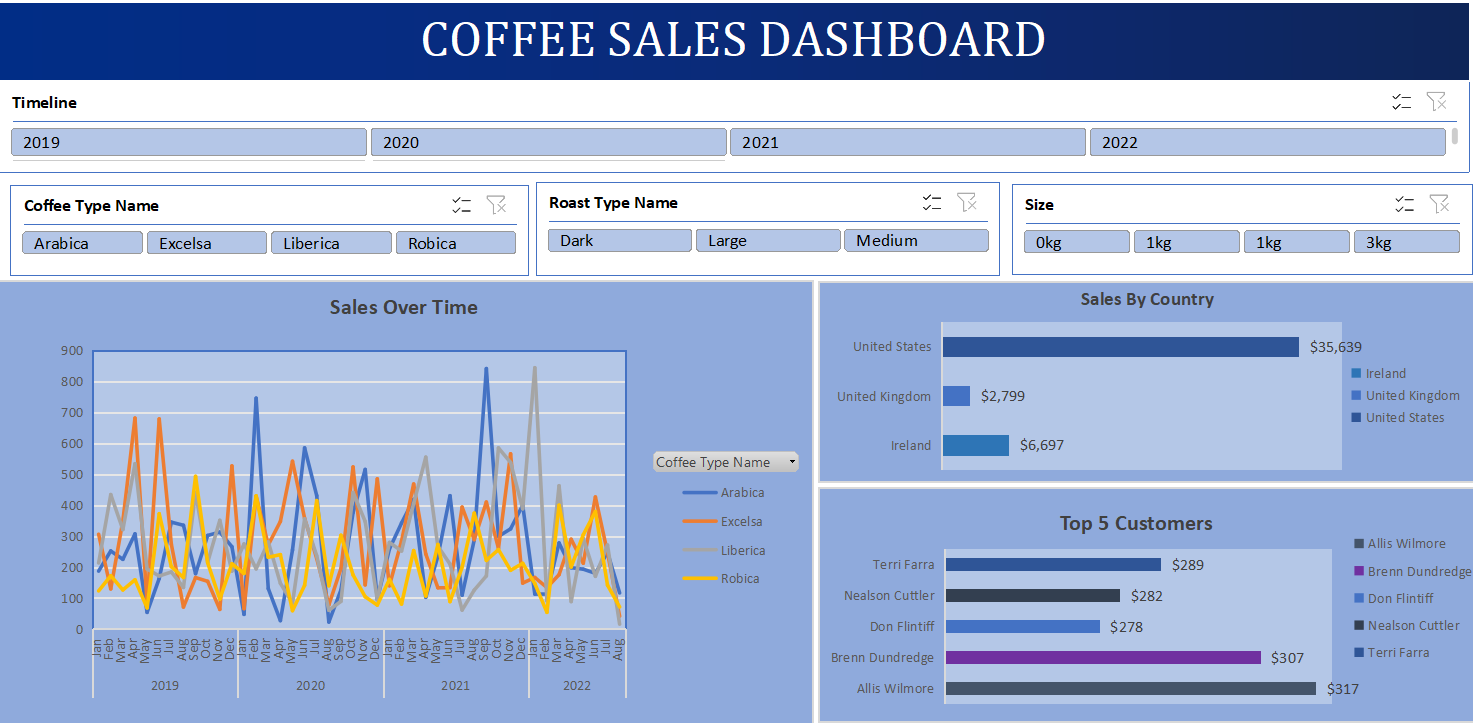 COFFEE SALES DASHBOARD
Timeline
2019 2020 2021 2022
Coffee Type Name
Arabica Excelsa Liberica Robica
Roast Type Name
Dark Large Medium
Size
0kg 1kg 1kg 3kg
Sales Over Time
900
800
700
600
500
400
300
200
100
0
Jan Feb Mar Apr May Jun Jul Aug Sep Oct Nov Dec Jan Feb Mar Apr May Jun Jul Aug Sep Oct Nov Dec Jan Feb Mar Apr May Jun Jul Aug Sep Oct Nov Dec Jan Feb Mar Apr May Jun Jul Aug
2019 2020 2021 2022
Coffee Type Name
Arabica
Excelsa
Liberica
Robica
Sales By Country
United States $35,639
United Kingdom $2,799
Ireland $6,697
Ireland
United Kingdom
United States
Top 5 Customers
Terri Farra $289
Nealson Cuttler $282
Don Flintiff $278
Brenn Dundredge $307
Allis Wilmore $317
Allis Wilmore
Brenn Dundredge
Don Flintiff
Nealson Cuttler
Terri Farra